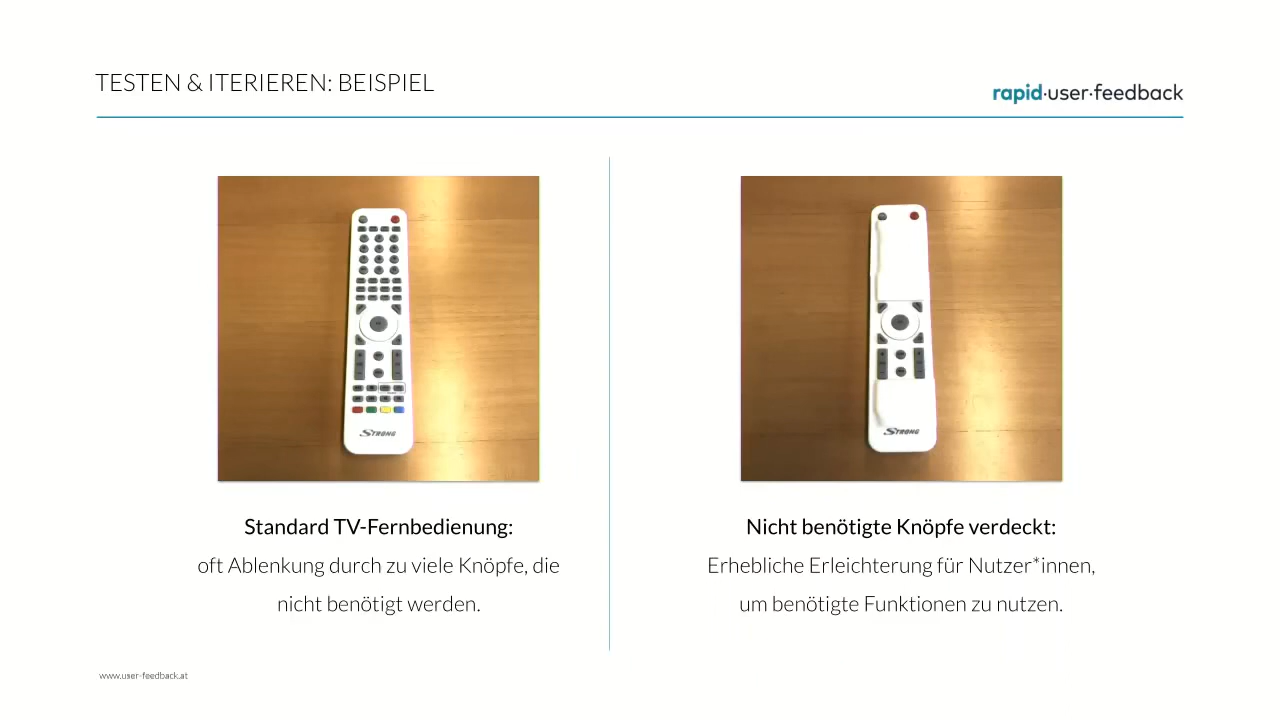 TESTEN & ITERIEREN: BEISPIEL
rapid·user·feedback
STRONG
STRONG
Standard TV-Fernbedienung:
oft Ablenkung durch zu viele Knöpfe, die
nicht benötigt werden.
Nicht benötigte Knöpfe verdeckt:
Erhebliche Erleichterung für Nutzer*innen,
um benötigte Funktionen zu nutzen.
www.user-feedback.at